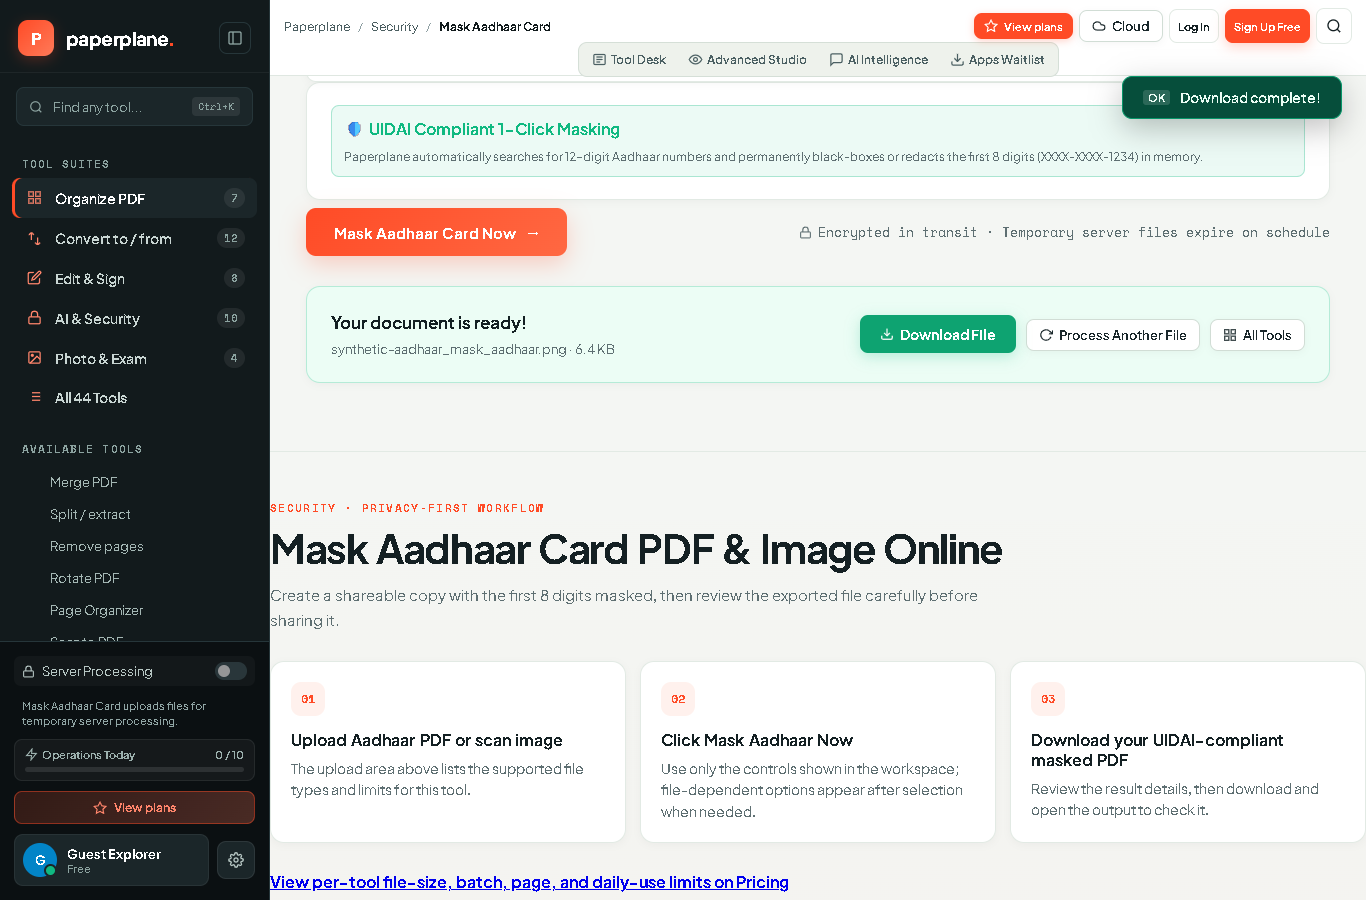 P paperplane.
Find any tool... Ctrl+K
TOOL SUITES
Organize PDF 7
Convert to / from 12
Edit & Sign 8
AI & Security 10
Photo & Exam 4
All 44 Tools
AVAILABLE TOOLS
Merge PDF
Split / extract
Remove pages
Rotate PDF
Page Organizer
Server Processing
Mask Aadhaar Card uploads files for
temporary server processing.
Operations Today 0 / 10
View plans
G Guest Explorer
Free
Paperplane / Security / Mask Aadhaar Card
View plans Cloud Log In Sign Up Free
Tool Desk Advanced Studio AI Intelligence Apps Waitlist
OK Download complete!
UIDAI Compliant 1-Click Masking
Paperplane automatically searches for 12-digit Aadhaar numbers and permanently black-boxes or redacts the first 8 digits (XXXX-XXXX-1234) in memory.
Mask Aadhaar Card Now →
Encrypted in transit · Temporary server files expire on schedule
Your document is ready!
synthetic-aadhaar_mask_aadhaar.png · 6.4 KB
Download File Process Another File All Tools
SECURITY · PRIVACY-FIRST WORKFLOW
Mask Aadhaar Card PDF & Image Online
Create a shareable copy with the first 8 digits masked, then review the exported file carefully before
sharing it.
01
Upload Aadhaar PDF or scan image
The upload area above lists the supported file
types and limits for this tool.
02
Click Mask Aadhaar Now
Use only the controls shown in the workspace;
file-dependent options appear after selection
when needed.
03
Download your UIDAI-compliant
masked PDF
Review the result details, then download and
open the output to check it.
View per-tool file-size, batch, page, and daily-use limits on Pricing